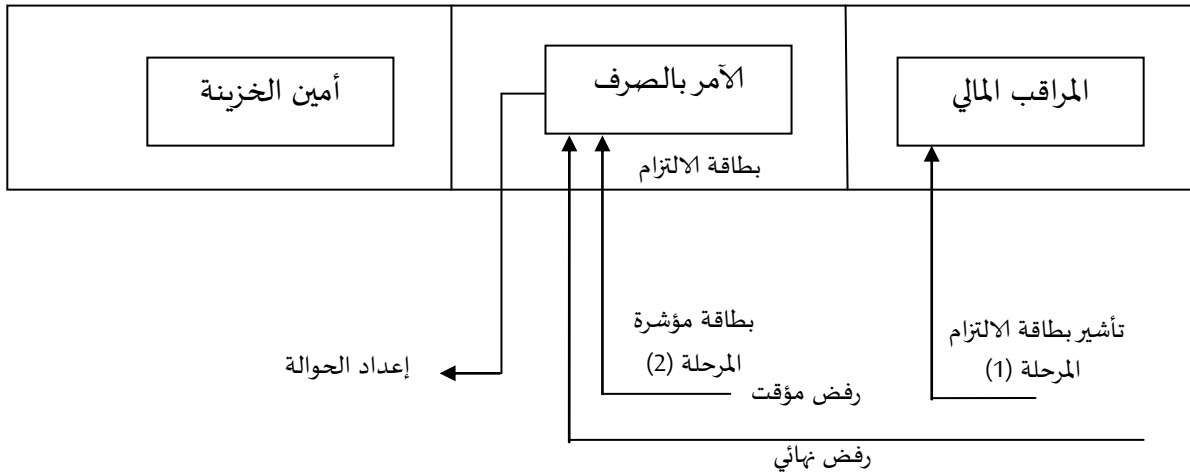 المراقب المالي
الآمر بالصرف
أمين الخزينة
بطاقة الالتزام
تأشير بطاقة الالتزام
المرحلة (1)
بطاقة مؤشرة
المرحلة (2)
إعداد الحوالة
رفض مؤقت
رفض نهائي